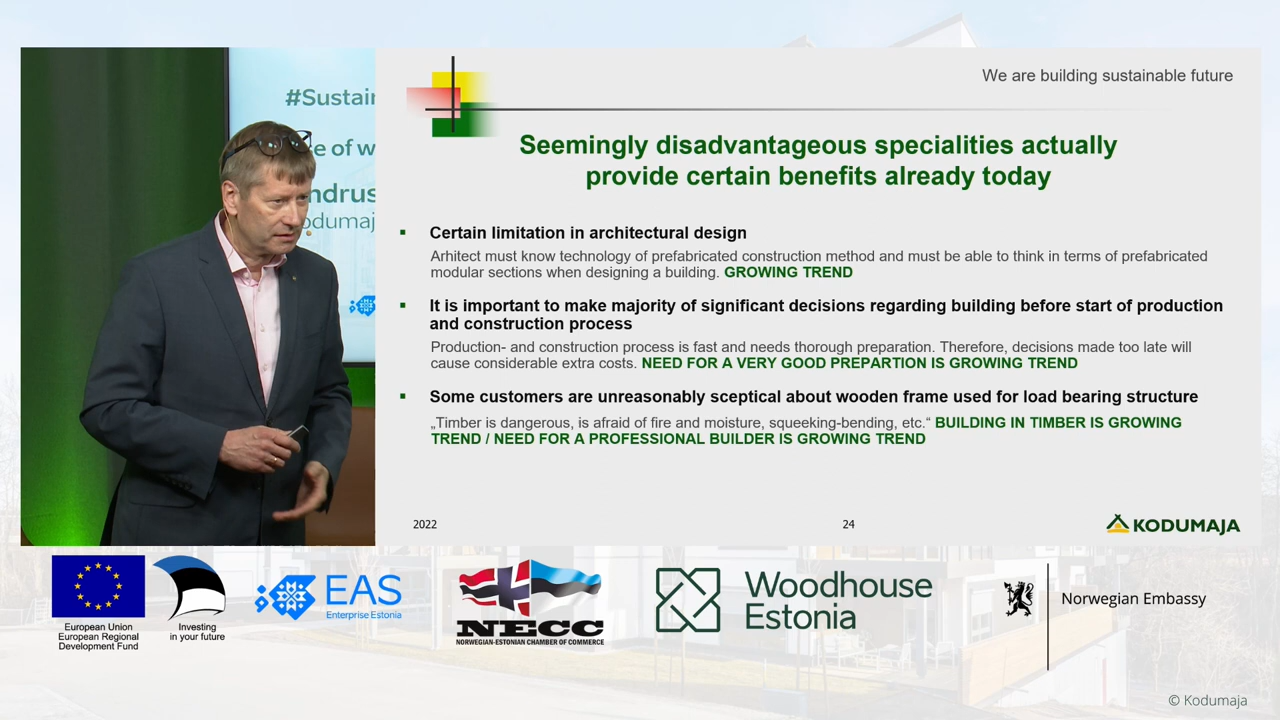 #Sustain
e of w
ndrus
odumaj
We are building sustainable future
Seemingly disadvantageous specialities actually
provide certain benefits already today
▪ Certain limitation in architectural design
Arhitect must know technology of prefabricated construction method and must be able to think in terms of prefabricated
modular sections when designing a building. GROWING TREND
▪ It is important to make majority of significant decisions regarding building before start of production
and construction process
Production- and construction process is fast and needs thorough preparation. Therefore, decisions made too late will
cause considerable extra costs. NEED FOR A VERY GOOD PREPARTION IS GROWING TREND
▪ Some customers are unreasonably sceptical about wooden frame used for load bearing structure
„Timber is dangerous, is afraid of fire and moisture, squeeking-bending, etc.“ BUILDING IN TIMBER IS GROWING
TREND / NEED FOR A PROFESSIONAL BUILDER IS GROWING TREND
2022
24
KODUMAJA
European Union
European Regional
Development Fund
Investing
in your future
EAS
Enterprise Estonia
NECC
NORWEGIAN-ESTONIAN CHAMBER OF COMMERCE
Woodhouse
Estonia
Norwegian Embassy
© Kodumaja